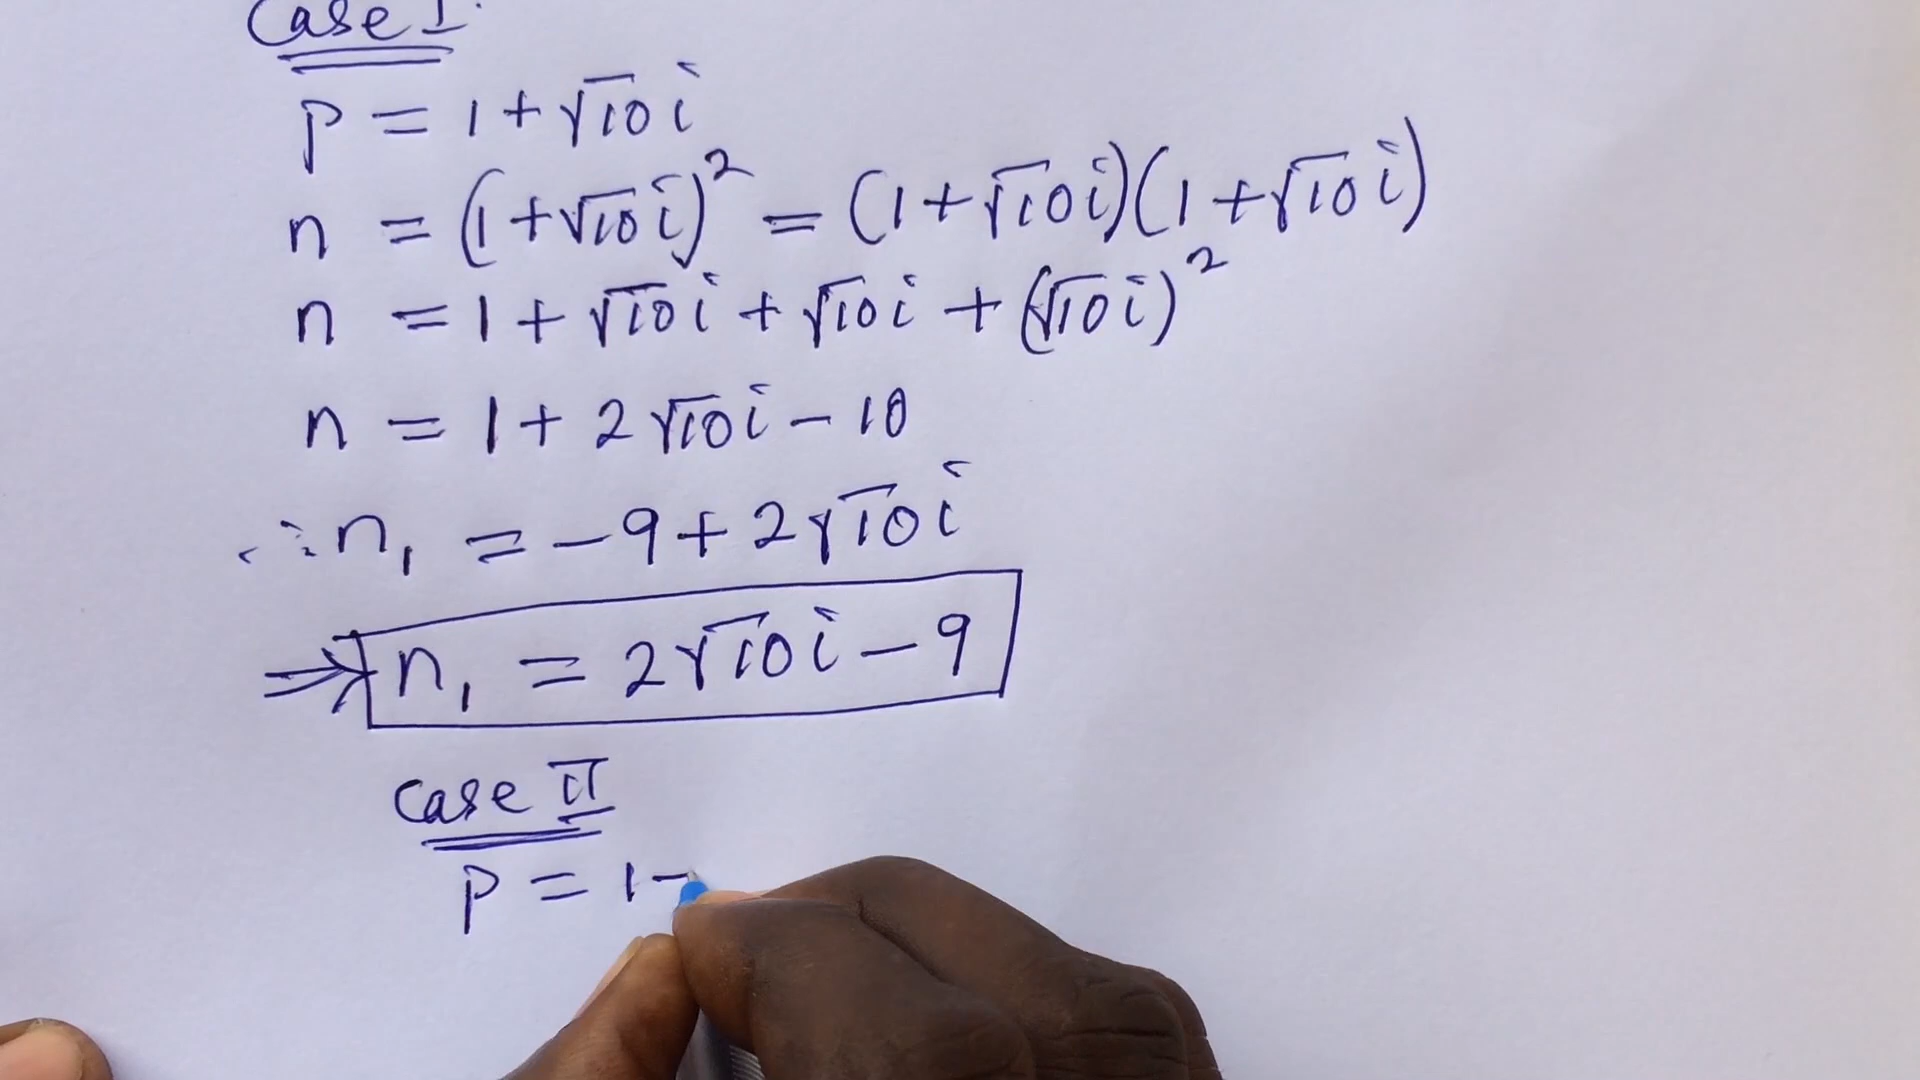 Case I
p = 1 + √10 i
n = (1 + √10 i)² = (1 + √10 i)(1 + √10 i)
n = 1 + √10 i + √10 i + (√10 i)²
n = 1 + 2√10 i - 10
∴ n₁ = -9 + 2√10 i
⇒ n₁ = 2√10 i - 9
Case II
p = 1 -